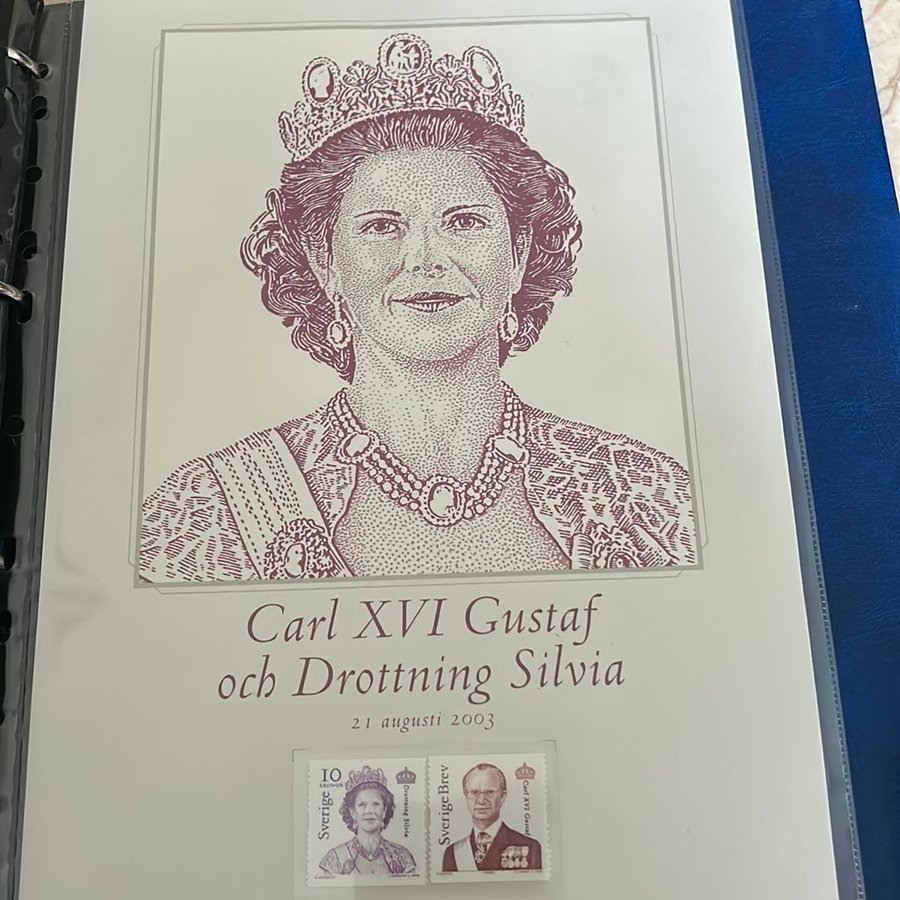 Carl XVI Gustaf
och Drottning Silvia
21 augusti 2003
10
KRONOR
Sverige
Drottning Silvia
Sverige Brev
Carl XVI Gustaf